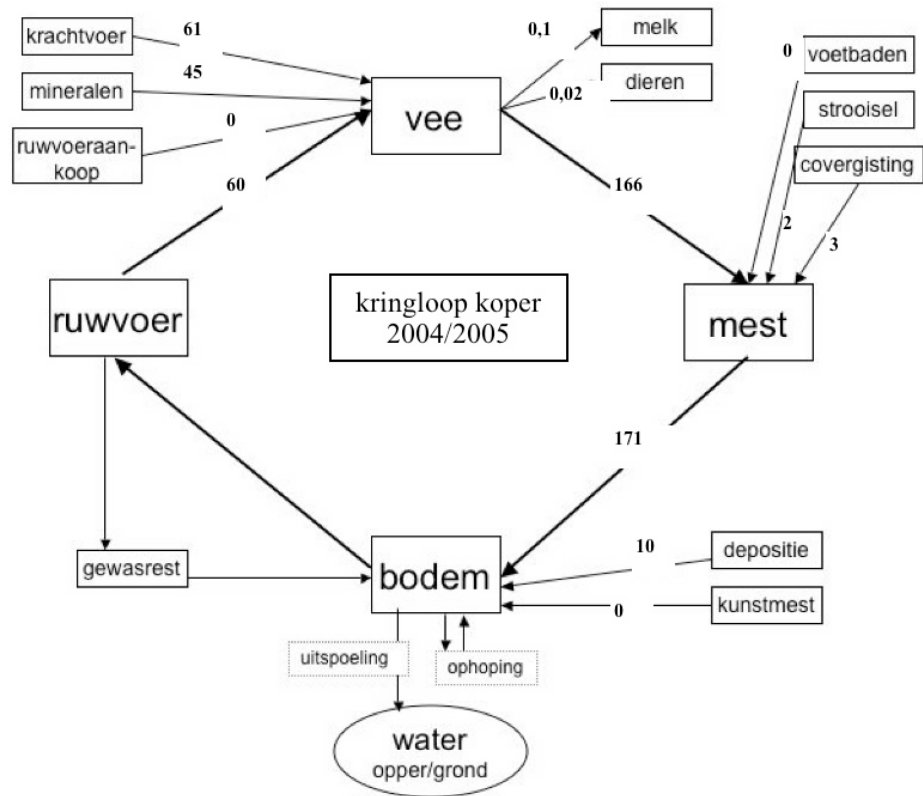 krachtvoer
61
mineralen
45
ruwvoeraan-
koop
0
vee
0,1
melk
0,02
dieren
0
voetbaden
strooisel
covergisting
2
3
60
166
ruwvoer
kringloop koper
2004/2005
mest
171
gewasrest
bodem
10
depositie
0
kunstmest
uitspoeling
ophoping
water
opper/grond